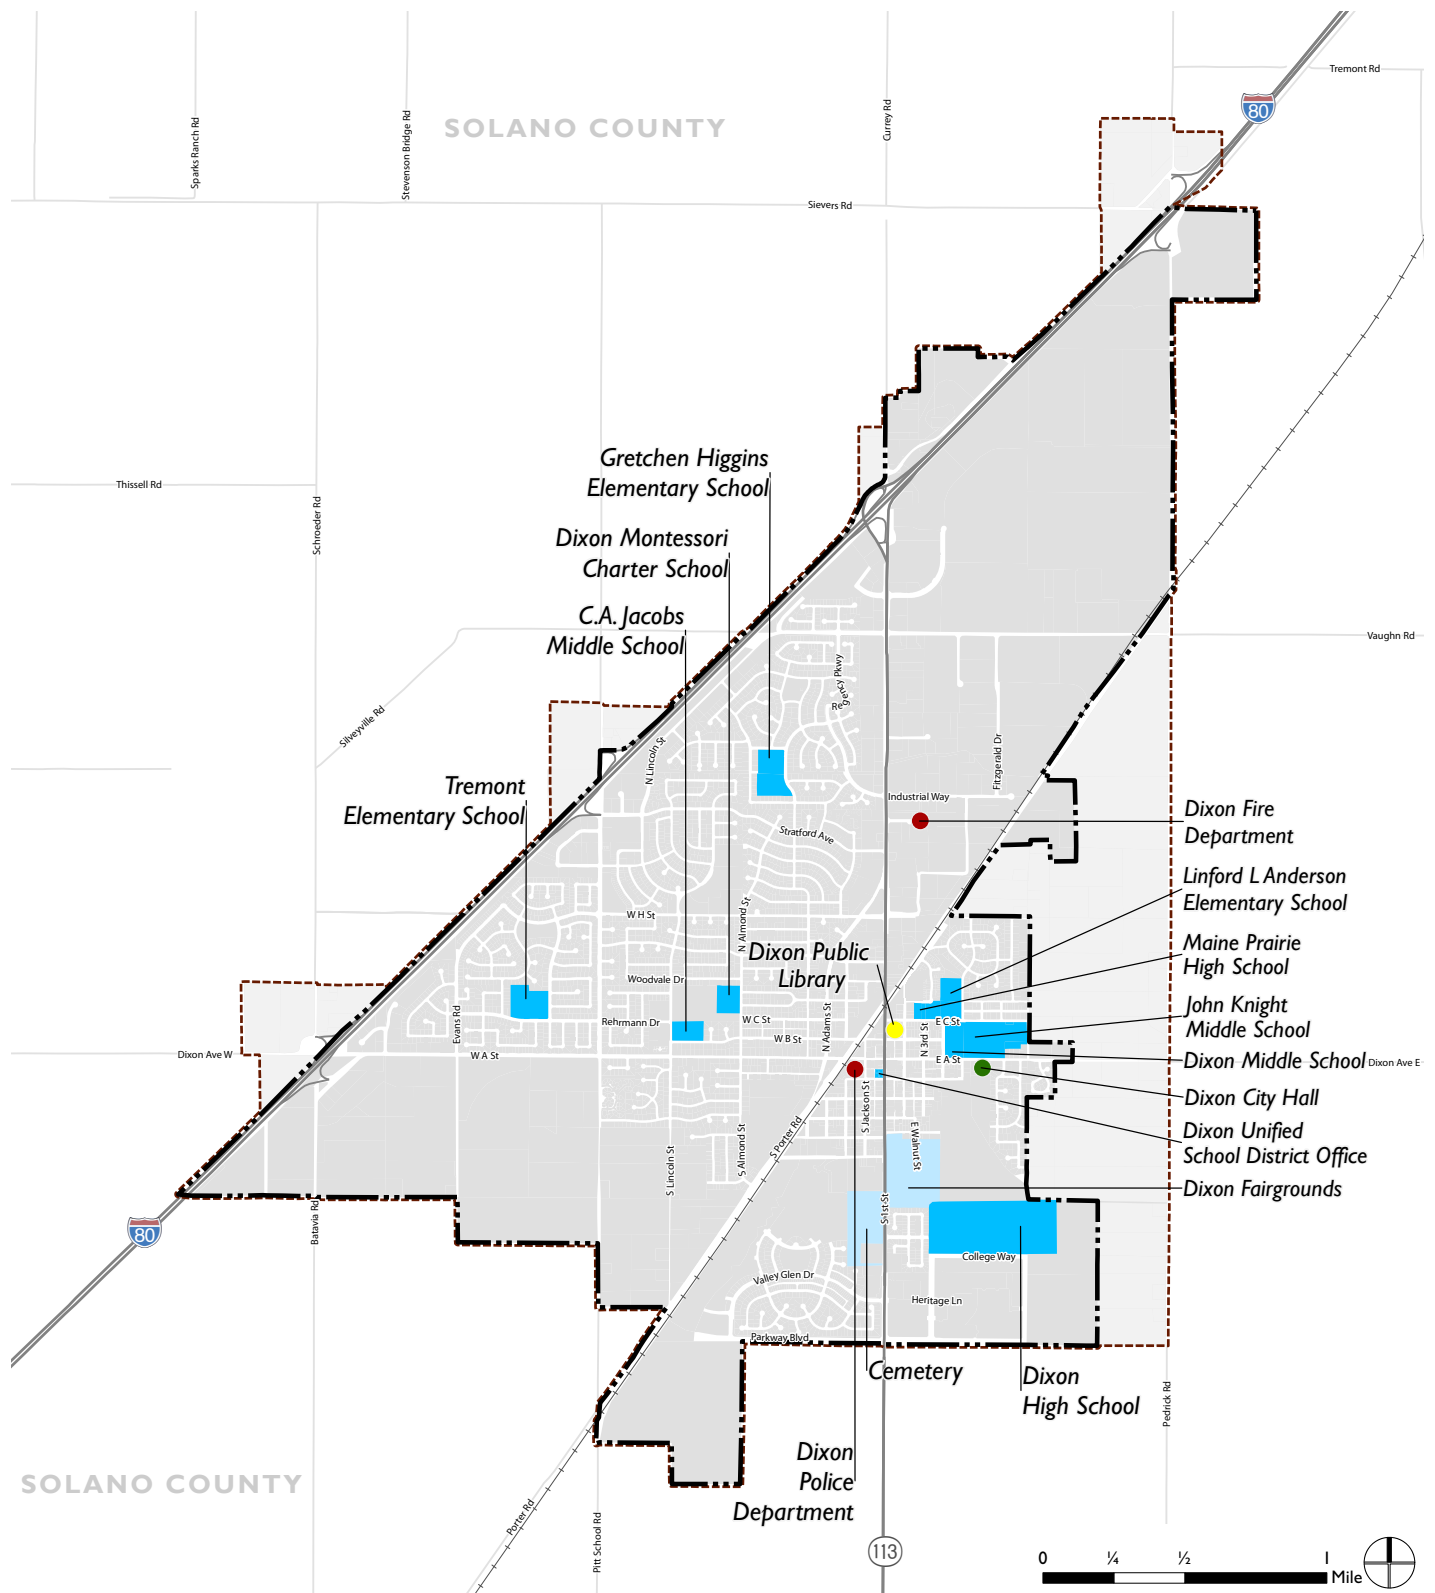 Tremont Rd
80
SOLANO COUNTY
Sparks Ranch Rd
Stevenson Bridge Rd
Currey Rd
Sievers Rd
Gretchen Higgins
Elementary School
Thissell Rd
Schroeder Rd
Dixon Montessori
Charter School
C.A. Jacobs
Middle School
Vaughn Rd
Regency Pkwy
Silveyville Rd
N Lincoln St
Fitzgerald Dr
Tremont
Elementary School
Industrial Way
Dixon Fire
Department
Stratford Ave
Linford L Anderson
Elementary School
W H St
N Almond St
Maine Prairie
High School
Dixon Public
Library
Woodvale Dr
John Knight
Middle School
Evans Rd
Rehrmann Dr
W C St
N Adams St
E C St
N 3rd St
W B St
Dixon Ave W
W A St
E A St
Dixon Middle School
Dixon Ave E
Dixon City Hall
S Jackson St
Dixon Unified
School District Office
S Porter Rd
S Almond St
E Walnut St
S Lincoln St
Dixon Fairgrounds
S 1st St
Batavia Rd
80
College Way
Valley Glen Dr
Heritage Ln
Parkway Blvd
Cemetery
Dixon
High School
Pedrick Rd
Dixon
Police
Department
SOLANO COUNTY
Porter Rd
Pitt School Rd
113
0 ¼ ½ 1
Mile